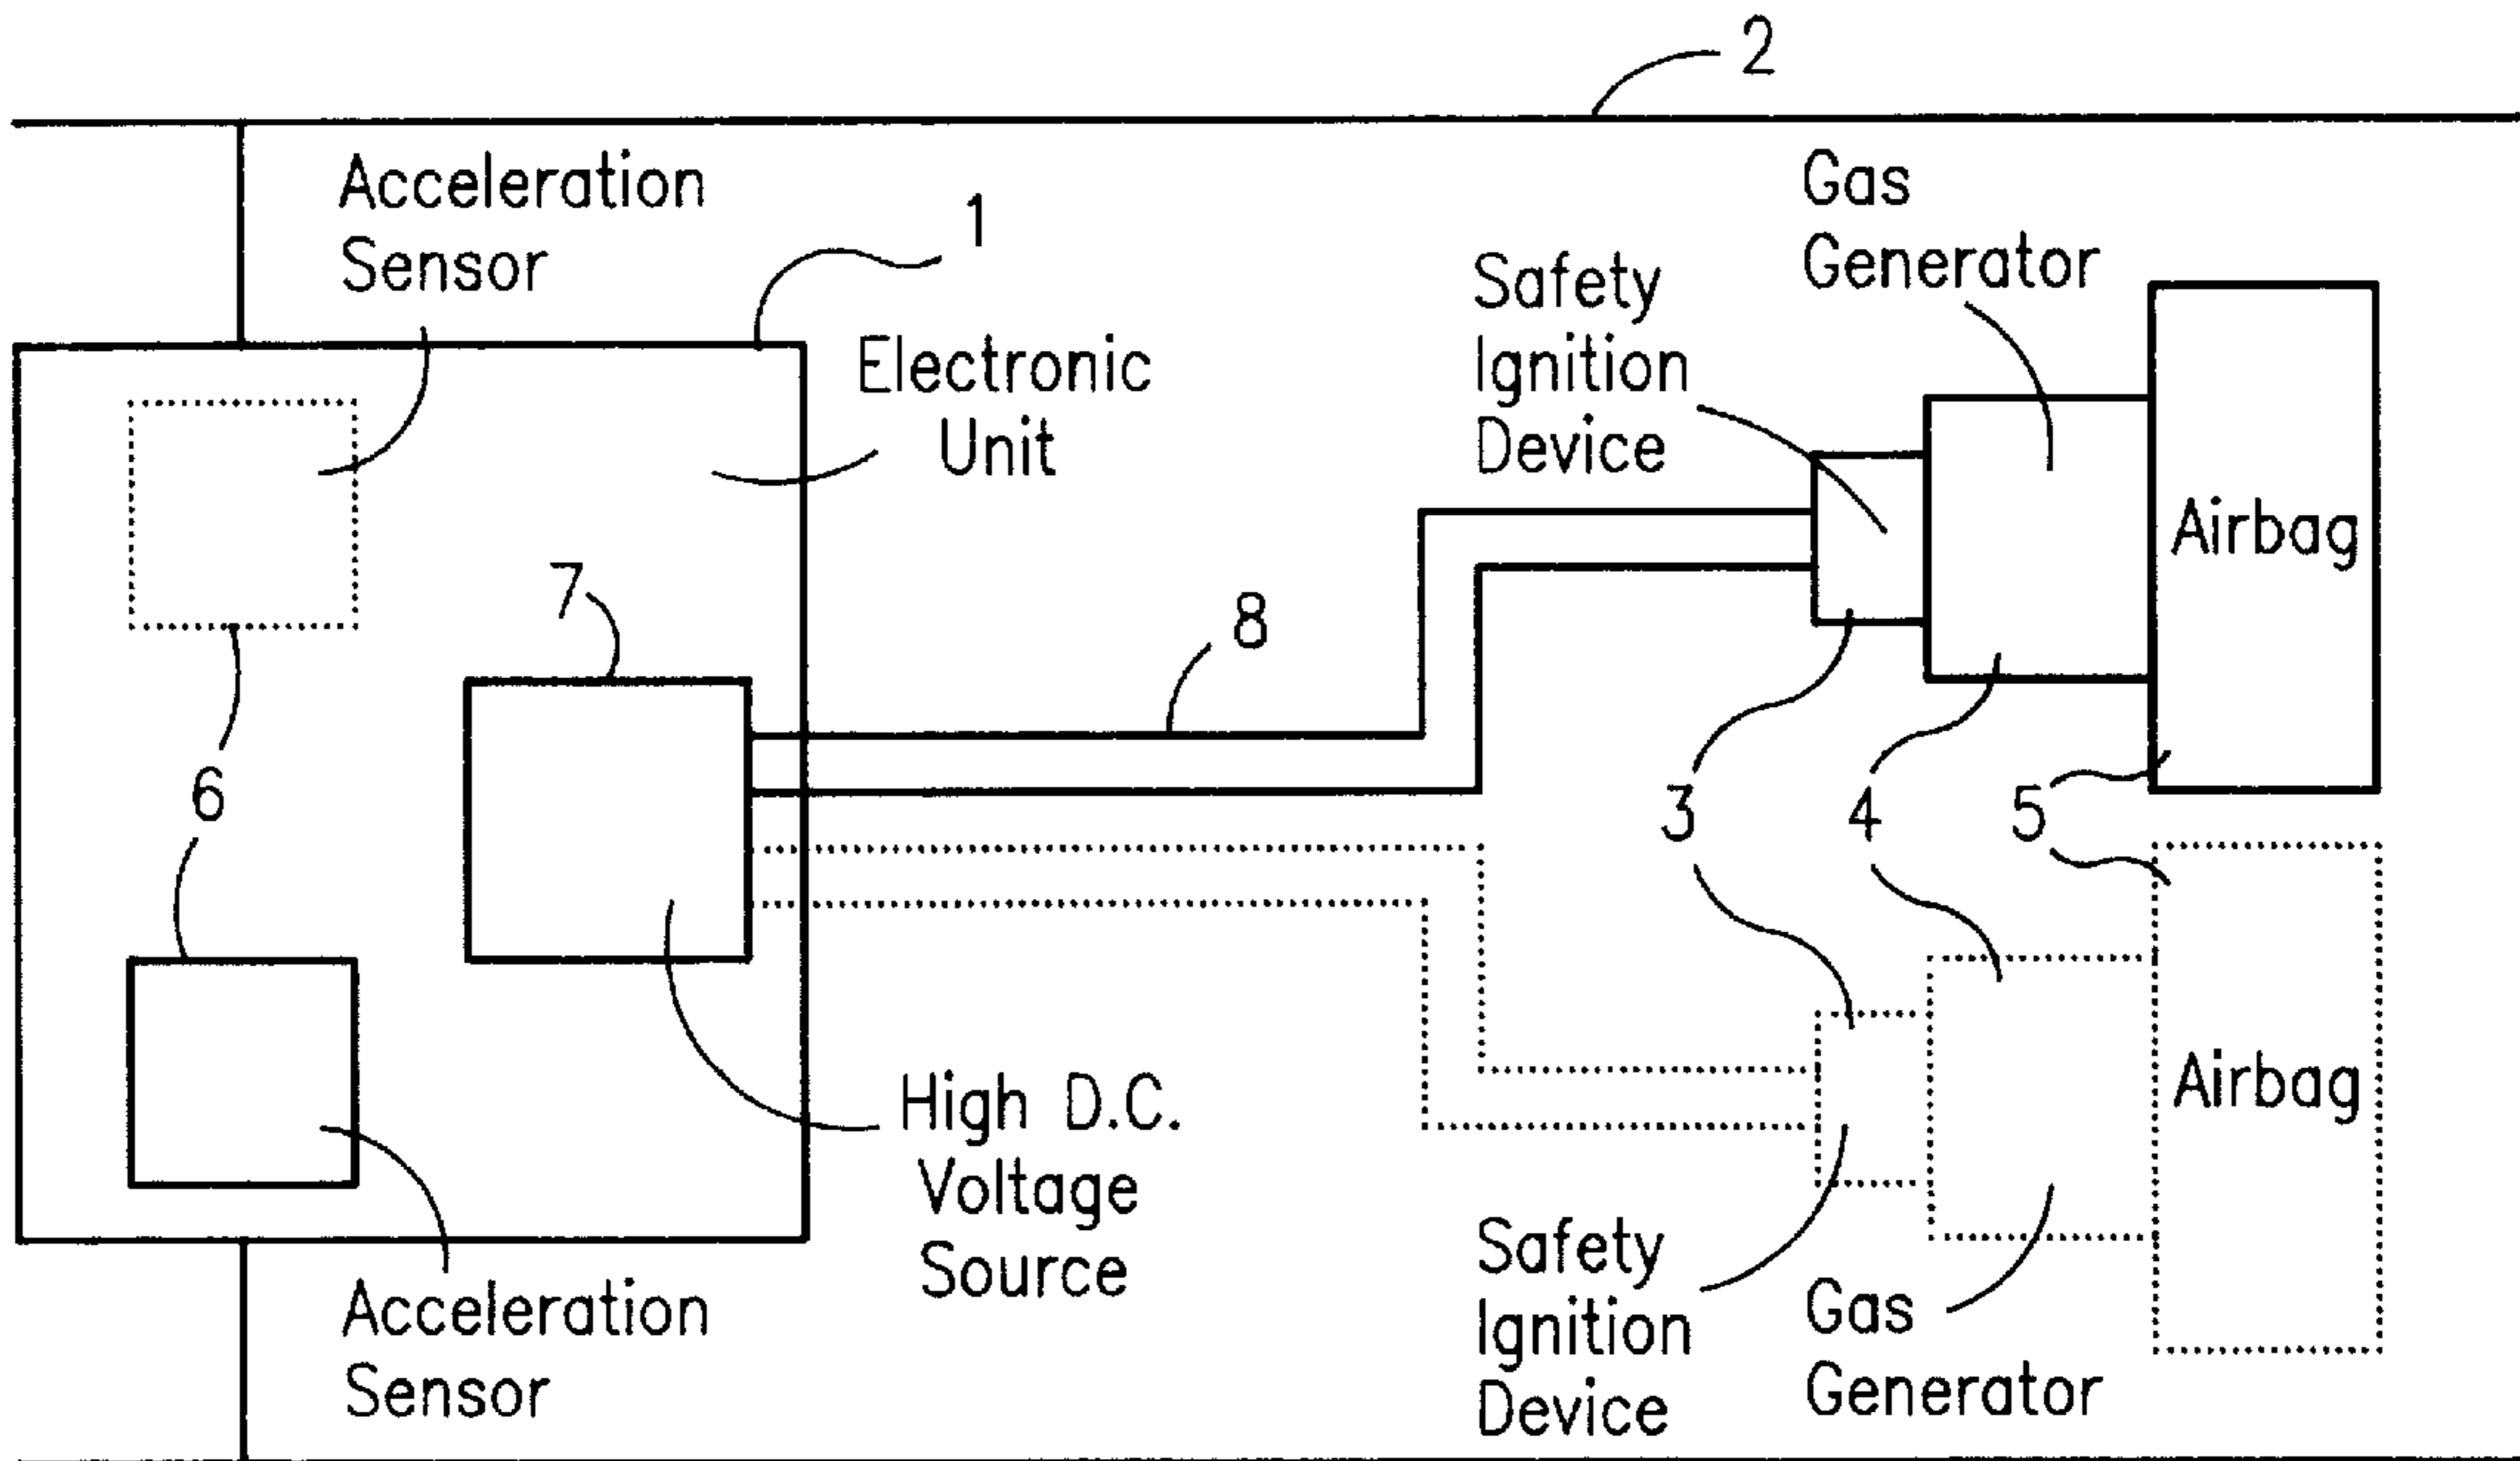 2
Acceleration
Sensor
1
Electronic
Unit
Gas
Generator
Safety
Ignition
Device
Airbag
7
8
6
3
4
5
High D.C.
Voltage
Source
Airbag
Acceleration
Sensor
Safety
Ignition
Device
Gas
Generator